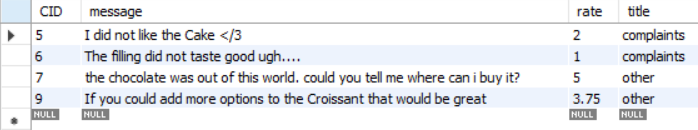 CID message rate title
5 I did not like the Cake </3 2 complaints
6 The filling did not taste good ugh.... 1 complaints
7 the chocolate was out of this world. could you tell me where can i buy it? 5 other
9 If you could add more options to the Croissant that would be great 3.75 other
NULL NULL NULL NULL